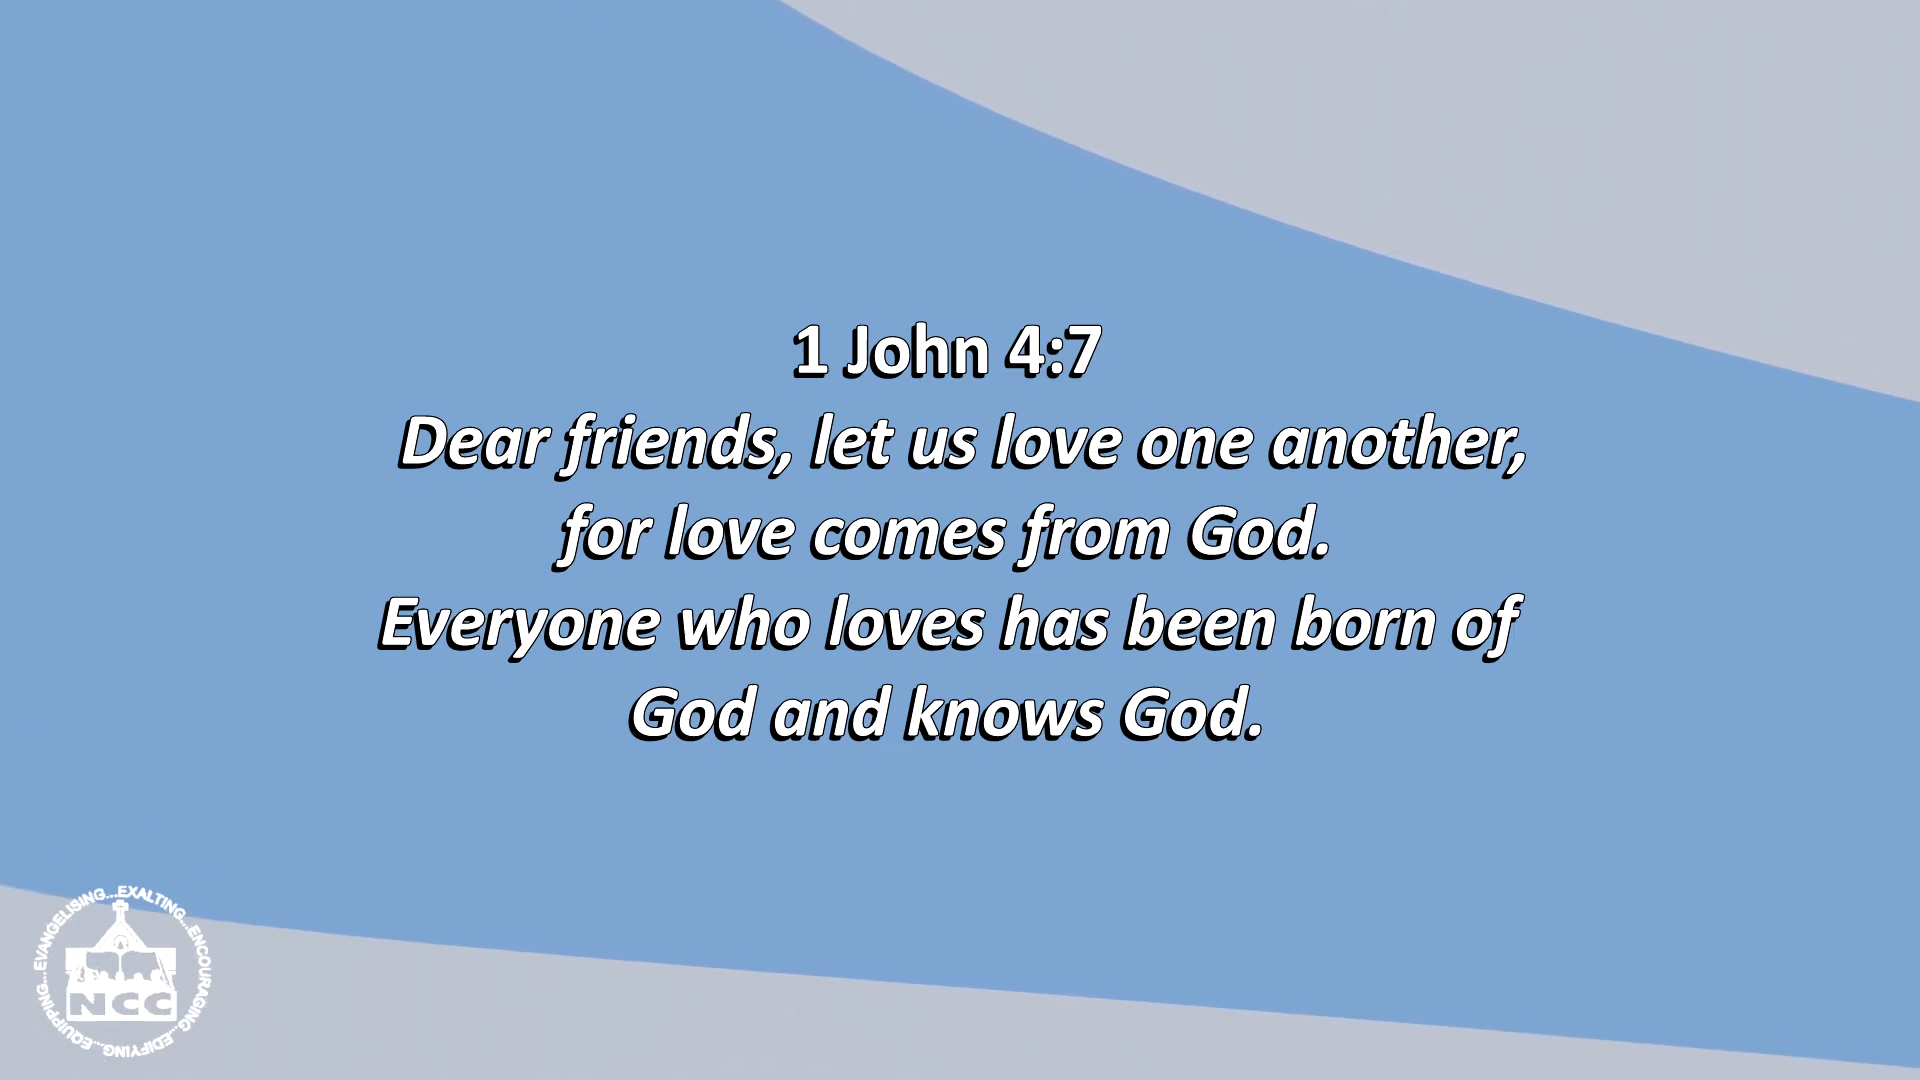 1 John 4:7
Dear friends, let us love one another,
for love comes from God.
Everyone who loves has been born of
God and knows God.
EVANGELISING...EXALTING...ENCOURAGING...EDIFYING...EQUIPPING...
NCC